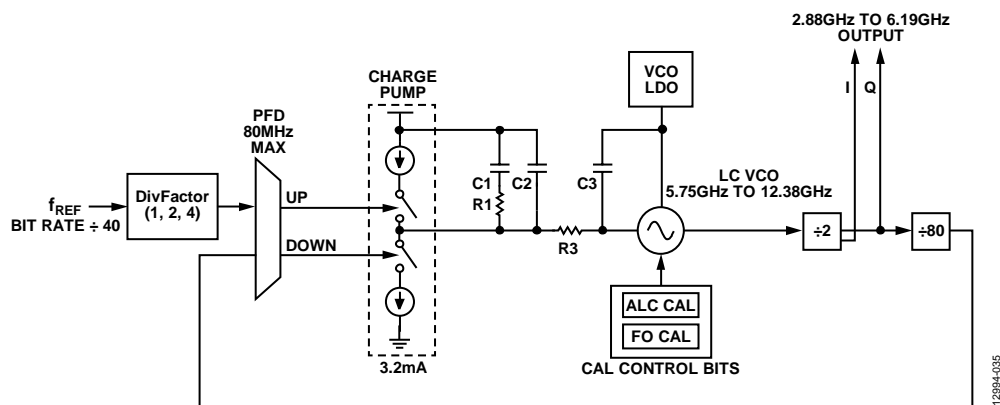 2.88GHz TO 6.19GHz
OUTPUT
I Q
VCO
LDO
CHARGE
PUMP
PFD
80MHz
MAX
LC VCO
5.75GHz TO 12.38GHz
C1 C2 C3
R1
fREF
BIT RATE ÷ 40
DivFactor
(1, 2, 4)
UP
DOWN
R3
÷2
÷80
ALC CAL
FO CAL
CAL CONTROL BITS
3.2mA
12994-035